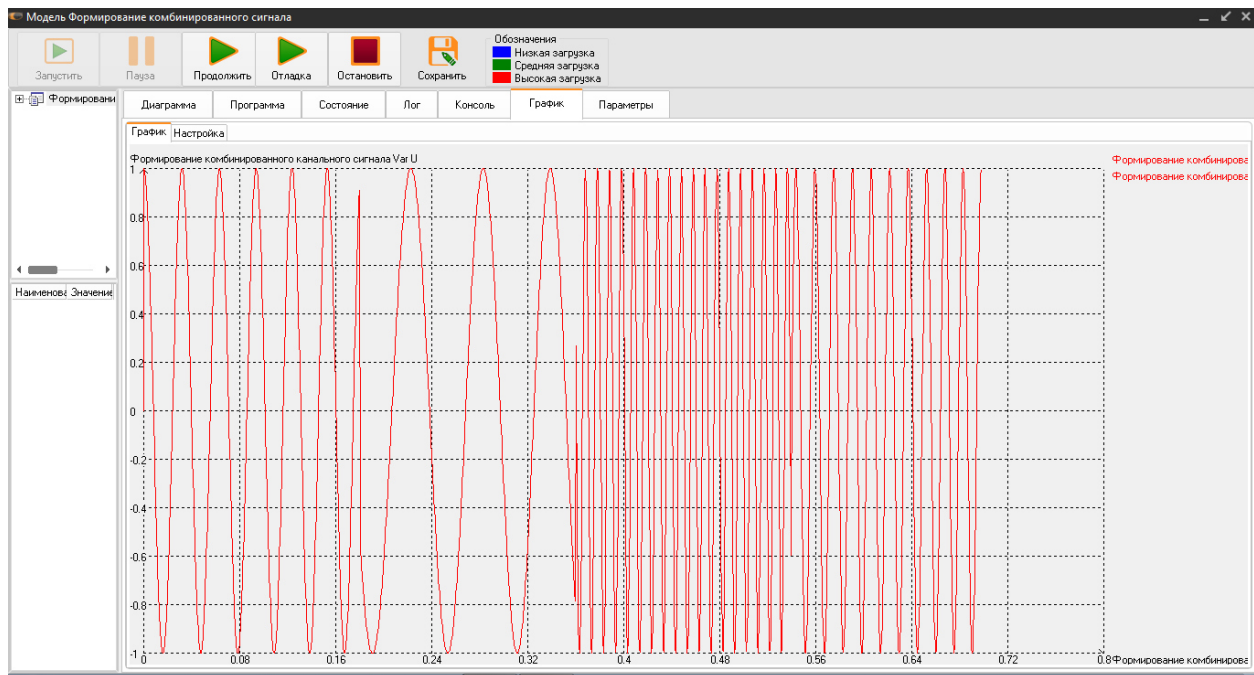 Модель Формирование комбинированного сигнала
Запустить
Пауза
Продолжить
Отладка
Остановить
Сохранить
Обозначения
Низкая загрузка
Средняя загрузка
Высокая загрузка
Формировани
Диаграмма
Программа
Состояние
Лог
Консоль
График
Параметры
График
Настройка
Формирование комбинированного канального сигнала Var U
Формирование комбинирова
Формирование комбинирова
1
0.8
0.6
0.4
0.2
0
-0.2
-0.4
-0.6
-0.8
-1
0
0.08
0.16
0.24
0.32
0.4
0.48
0.56
0.64
0.72
0.8
Формирование комбинирова
Наименова
Значение